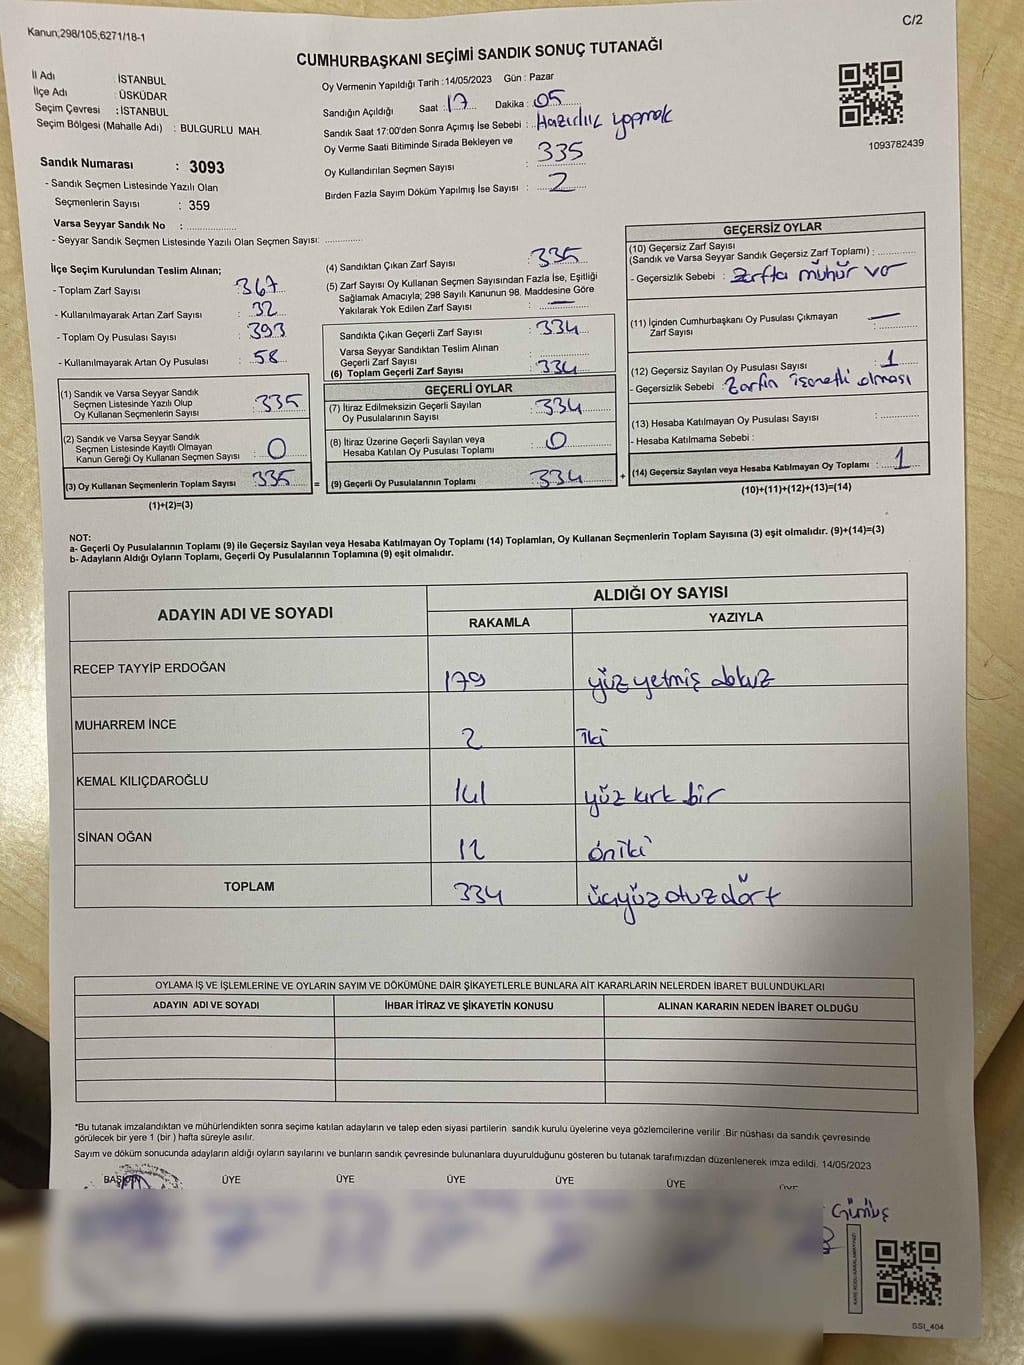 Kanun;298/105;6271/18-1
C/2
CUMHURBAŞKANI SEÇİMİ SANDIK SONUÇ TUTANAĞI
İl Adı : İSTANBUL
İlçe Adı : ÜSKÜDAR
Seçim Çevresi : İSTANBUL
Seçim Bölgesi (Mahalle Adı) : BULGURLU MAH.
Sandık Numarası : 3093
- Sandık Seçmen Listesinde Yazılı Olan
Seçmenlerin Sayısı : 359
Varsa Seyyar Sandık No :
- Seyyar Sandık Seçmen Listesinde Yazılı Olan Seçmen Sayısı:
Oy Vermenin Yapıldığı Tarih : 14/05/2023 Gün : Pazar
Sandığın Açıldığı Saat : 17 Dakika : 05
Sandık Saat 17:00'den Sonra Açımış İse Sebebi : Hazırlık yapmak
Oy Verme Saati Bitiminde Sırada Bekleyen ve
Oy Kullandırılan Seçmen Sayısı : 335
Birden Fazla Sayım Döküm Yapılmış İse Sayısı : 2
1093782439
İlçe Seçim Kurulundan Teslim Alınan;
- Toplam Zarf Sayısı : 367
- Kullanılmayarak Artan Zarf Sayısı : 32
- Toplam Oy Pusulası Sayısı : 393
- Kullanılmayarak Artan Oy Pusulası : 58
(1) Sandık ve Varsa Seyyar Sandık
Seçmen Listesinde Yazılı Olup
Oy Kullanan Seçmenlerin Sayısı : 335
(2) Sandık ve Varsa Seyyar Sandık
Seçmen Listesinde Kayıtlı Olmayan
Kanun Gereği Oy Kullanan Seçmen Sayısı : 0
(3) Oy Kullanan Seçmenlerin Toplam Sayısı : 335
(1)+(2)=(3)
(4) Sandıktan Çıkan Zarf Sayısı : 335
(5) Zarf Sayısı Oy Kullanan Seçmen Sayısından Fazla İse, Eşitliği
Sağlamak Amacıyla; 298 Sayılı Kanunun 98. Maddesine Göre
Yakılarak Yok Edilen Zarf Sayısı : —
Sandıkta Çıkan Geçerli Zarf Sayısı : 334
Varsa Seyyar Sandıktan Teslim Alınan
Geçerli Zarf Sayısı :
(6) Toplam Geçerli Zarf Sayısı : 334
GEÇERLİ OYLAR
(7) İtiraz Edilmeksizin Geçerli Sayılan
Oy Pusulalarının Sayısı : 334
(8) İtiraz Üzerine Geçerli Sayılan veya
Hesaba Katılan Oy Pusulası Toplamı : 0
= (9) Geçerli Oy Pusulalarının Toplamı : 334
GEÇERSİZ OYLAR
(10) Geçersiz Zarf Sayısı
(Sandık ve Varsa Seyyar Sandık Geçersiz Zarf Toplamı) :
- Geçersizlik Sebebi : Zarfta mühür var
(11) İçinden Cumhurbaşkanı Oy Pusulası Çıkmayan
Zarf Sayısı : —
(12) Geçersiz Sayılan Oy Pusulası Sayısı : 1
- Geçersizlik Sebebi : Zarfın işaretli olması
(13) Hesaba Katılmayan Oy Pusulası Sayısı :
- Hesaba Katılmama Sebebi :
+ (14) Geçersiz Sayılan veya Hesaba Katılmayan Oy Toplamı : 1
(10)+(11)+(12)+(13)=(14)
NOT:
a- Geçerli Oy Pusulalarının Toplamı (9) ile Geçersiz Sayılan veya Hesaba Katılmayan Oy Toplamı (14) Toplamları, Oy Kullanan Seçmenlerin Toplam Sayısına (3) eşit olmalıdır. (9)+(14)=(3)
b- Adayların Aldığı Oyların Toplamı, Geçerli Oy Pusulalarının Toplamına (9) eşit olmalıdır.
ADAYIN ADI VE SOYADI ALDIĞI OY SAYISI
RAKAMLA YAZIYLA
RECEP TAYYİP ERDOĞAN 179 yüz yetmiş dokuz
MUHARREM İNCE 2 iki
KEMAL KILIÇDAROĞLU 141 yüz kırk bir
SİNAN OĞAN 12 oniki
TOPLAM 334 üçyüz otuz dört
OYLAMA İŞ VE İŞLEMLERİNE VE OYLARIN SAYIM VE DÖKÜMÜNE DAİR ŞİKAYETLERLE BUNLARA AİT KARARLARIN NELERDEN İBARET BULUNDUKLARI
ADAYIN ADI VE SOYADI İHBAR İTİRAZ VE ŞİKAYETİN KONUSU ALINAN KARARIN NEDEN İBARET OLDUĞU
*Bu tutanak imzalandıktan ve mühürlendikten sonra seçime katılan adayların ve talep eden siyasi partilerin sandık kurulu üyelerine veya gözlemcilerine verilir .Bir nüshası da sandık çevresinde
görülecek bir yere 1 (bir ) hafta süreyle asılır.
Sayım ve döküm sonucunda adayların aldığı oyların sayılarını ve bunların sandık çevresinde bulunanlara duyurulduğunu gösteren bu tutanak tarafımızdan düzenlenerek imza edildi. 14/05/2023
BAŞKAN ÜYE ÜYE ÜYE ÜYE ÜYE ÜYE
SSI_404